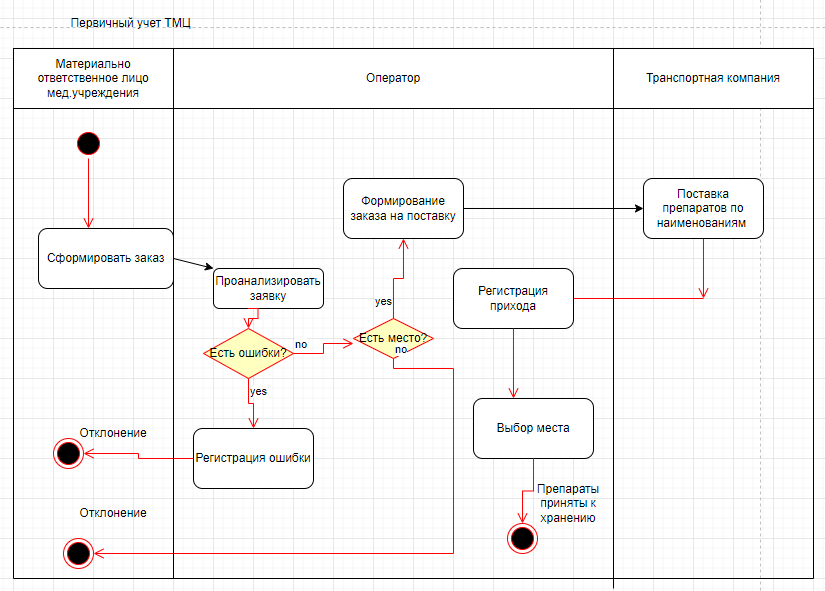 Первичный учет ТМЦ
Материально
ответственное лицо
мед.учреждения
Оператор
Транспортная компания
Формирование
заказа на поставку
Поставка
препаратов по
наименованиям
Сформировать заказ
Проанализировать
заявку
Регистрация
прихода
yes
Есть ошибки?
no
Есть место?
no
yes
Отклонение
Регистрация ошибки
Выбор места
Отклонение
Препараты
приняты к
хранению